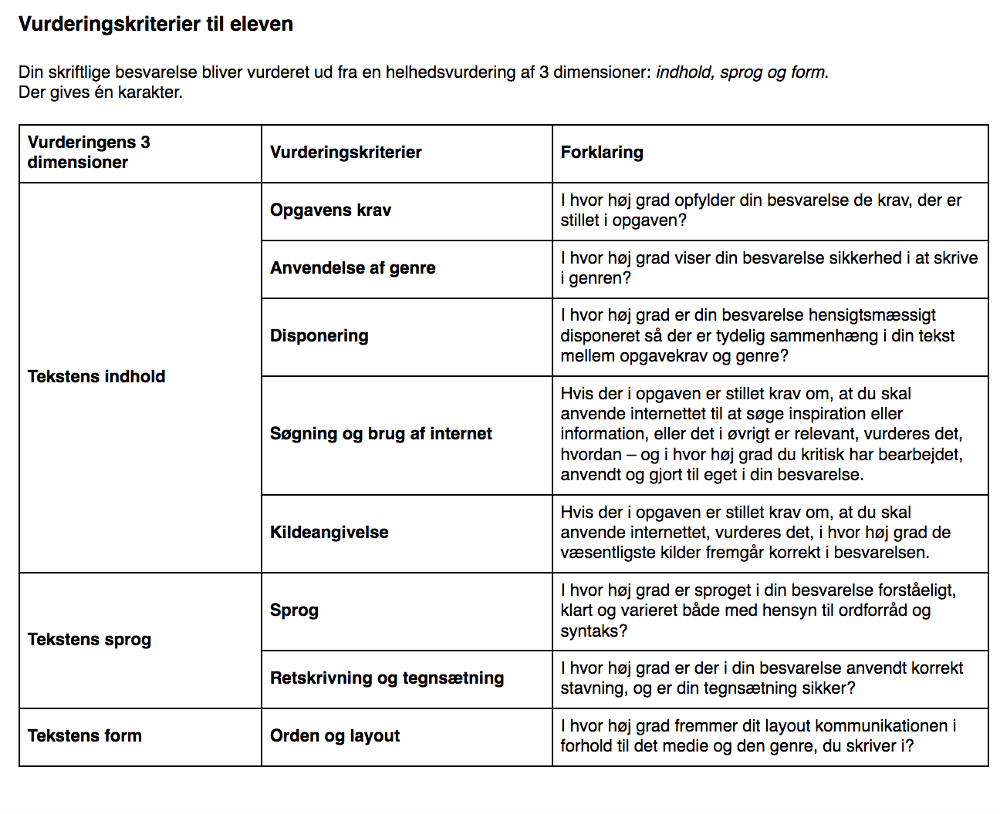 Vurderingskriterier til eleven
Din skriftlige besvarelse bliver vurderet ud fra en helhedsvurdering af 3 dimensioner: indhold, sprog og form.
Der gives én karakter.
Vurderingens 3
dimensioner
Vurderingskriterier
Forklaring
Tekstens indhold
Opgavens krav
I hvor høj grad opfylder din besvarelse de krav, der er
stillet i opgaven?
Anvendelse af genre
I hvor høj grad viser din besvarelse sikkerhed i at skrive
i genren?
Disponering
I hvor høj grad er din besvarelse hensigtsmæssigt
disponeret så der er tydelig sammenhæng i din tekst
mellem opgavekrav og genre?
Søgning og brug af internet
Hvis der i opgaven er stillet krav om, at du skal
anvende internettet til at søge inspiration eller
information, eller det i øvrigt er relevant, vurderes det,
hvordan – og i hvor høj grad du kritisk har bearbejdet,
anvendt og gjort til eget i din besvarelse.
Kildeangivelse
Hvis der i opgaven er stillet krav om, at du skal
anvende internettet, vurderes det, i hvor høj grad de
væsentligste kilder fremgår korrekt i besvarelsen.
Tekstens sprog
Sprog
I hvor høj grad er sproget i din besvarelse forståeligt,
klart og varieret både med hensyn til ordforråd og
syntaks?
Retskrivning og tegnsætning
I hvor høj grad er der i din besvarelse anvendt korrekt
stavning, og er din tegnsætning sikker?
Tekstens form
Orden og layout
I hvor høj grad fremmer dit layout kommunikationen i
forhold til det medie og den genre, du skriver i?